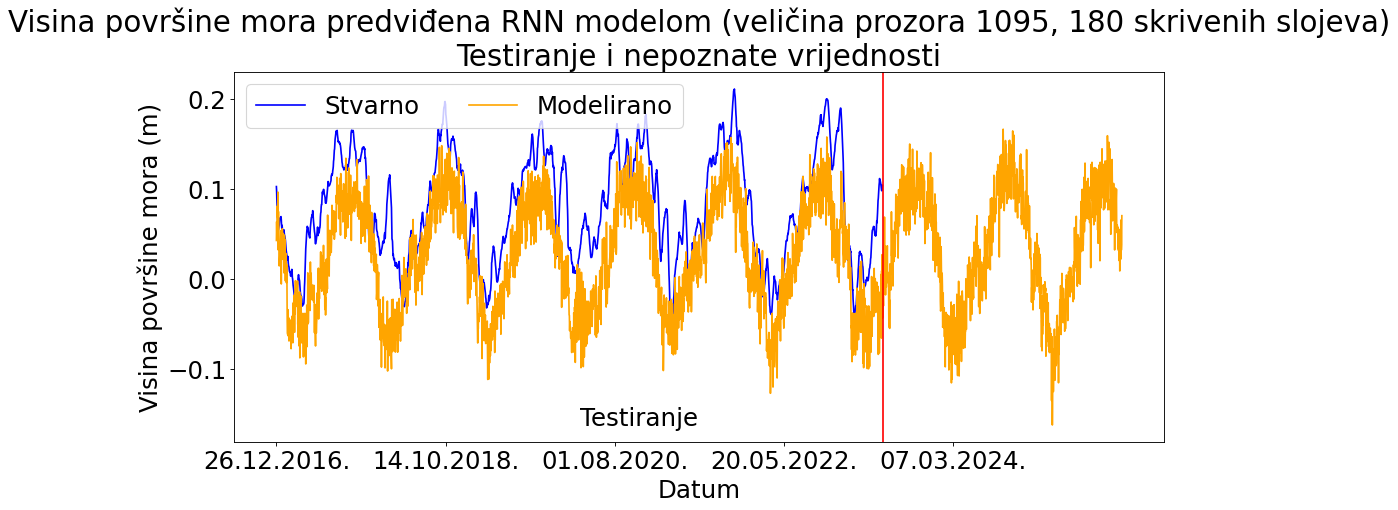 Visina površine mora predviđena RNN modelom (veličina prozora 1095, 180 skrivenih slojeva)
Testiranje i nepoznate vrijednosti
Stvarno
Modelirano
Visina površine mora (m)
0.2
0.1
0.0
−0.1
Testiranje
26.12.2016.
14.10.2018.
01.08.2020.
20.05.2022.
07.03.2024.
Datum